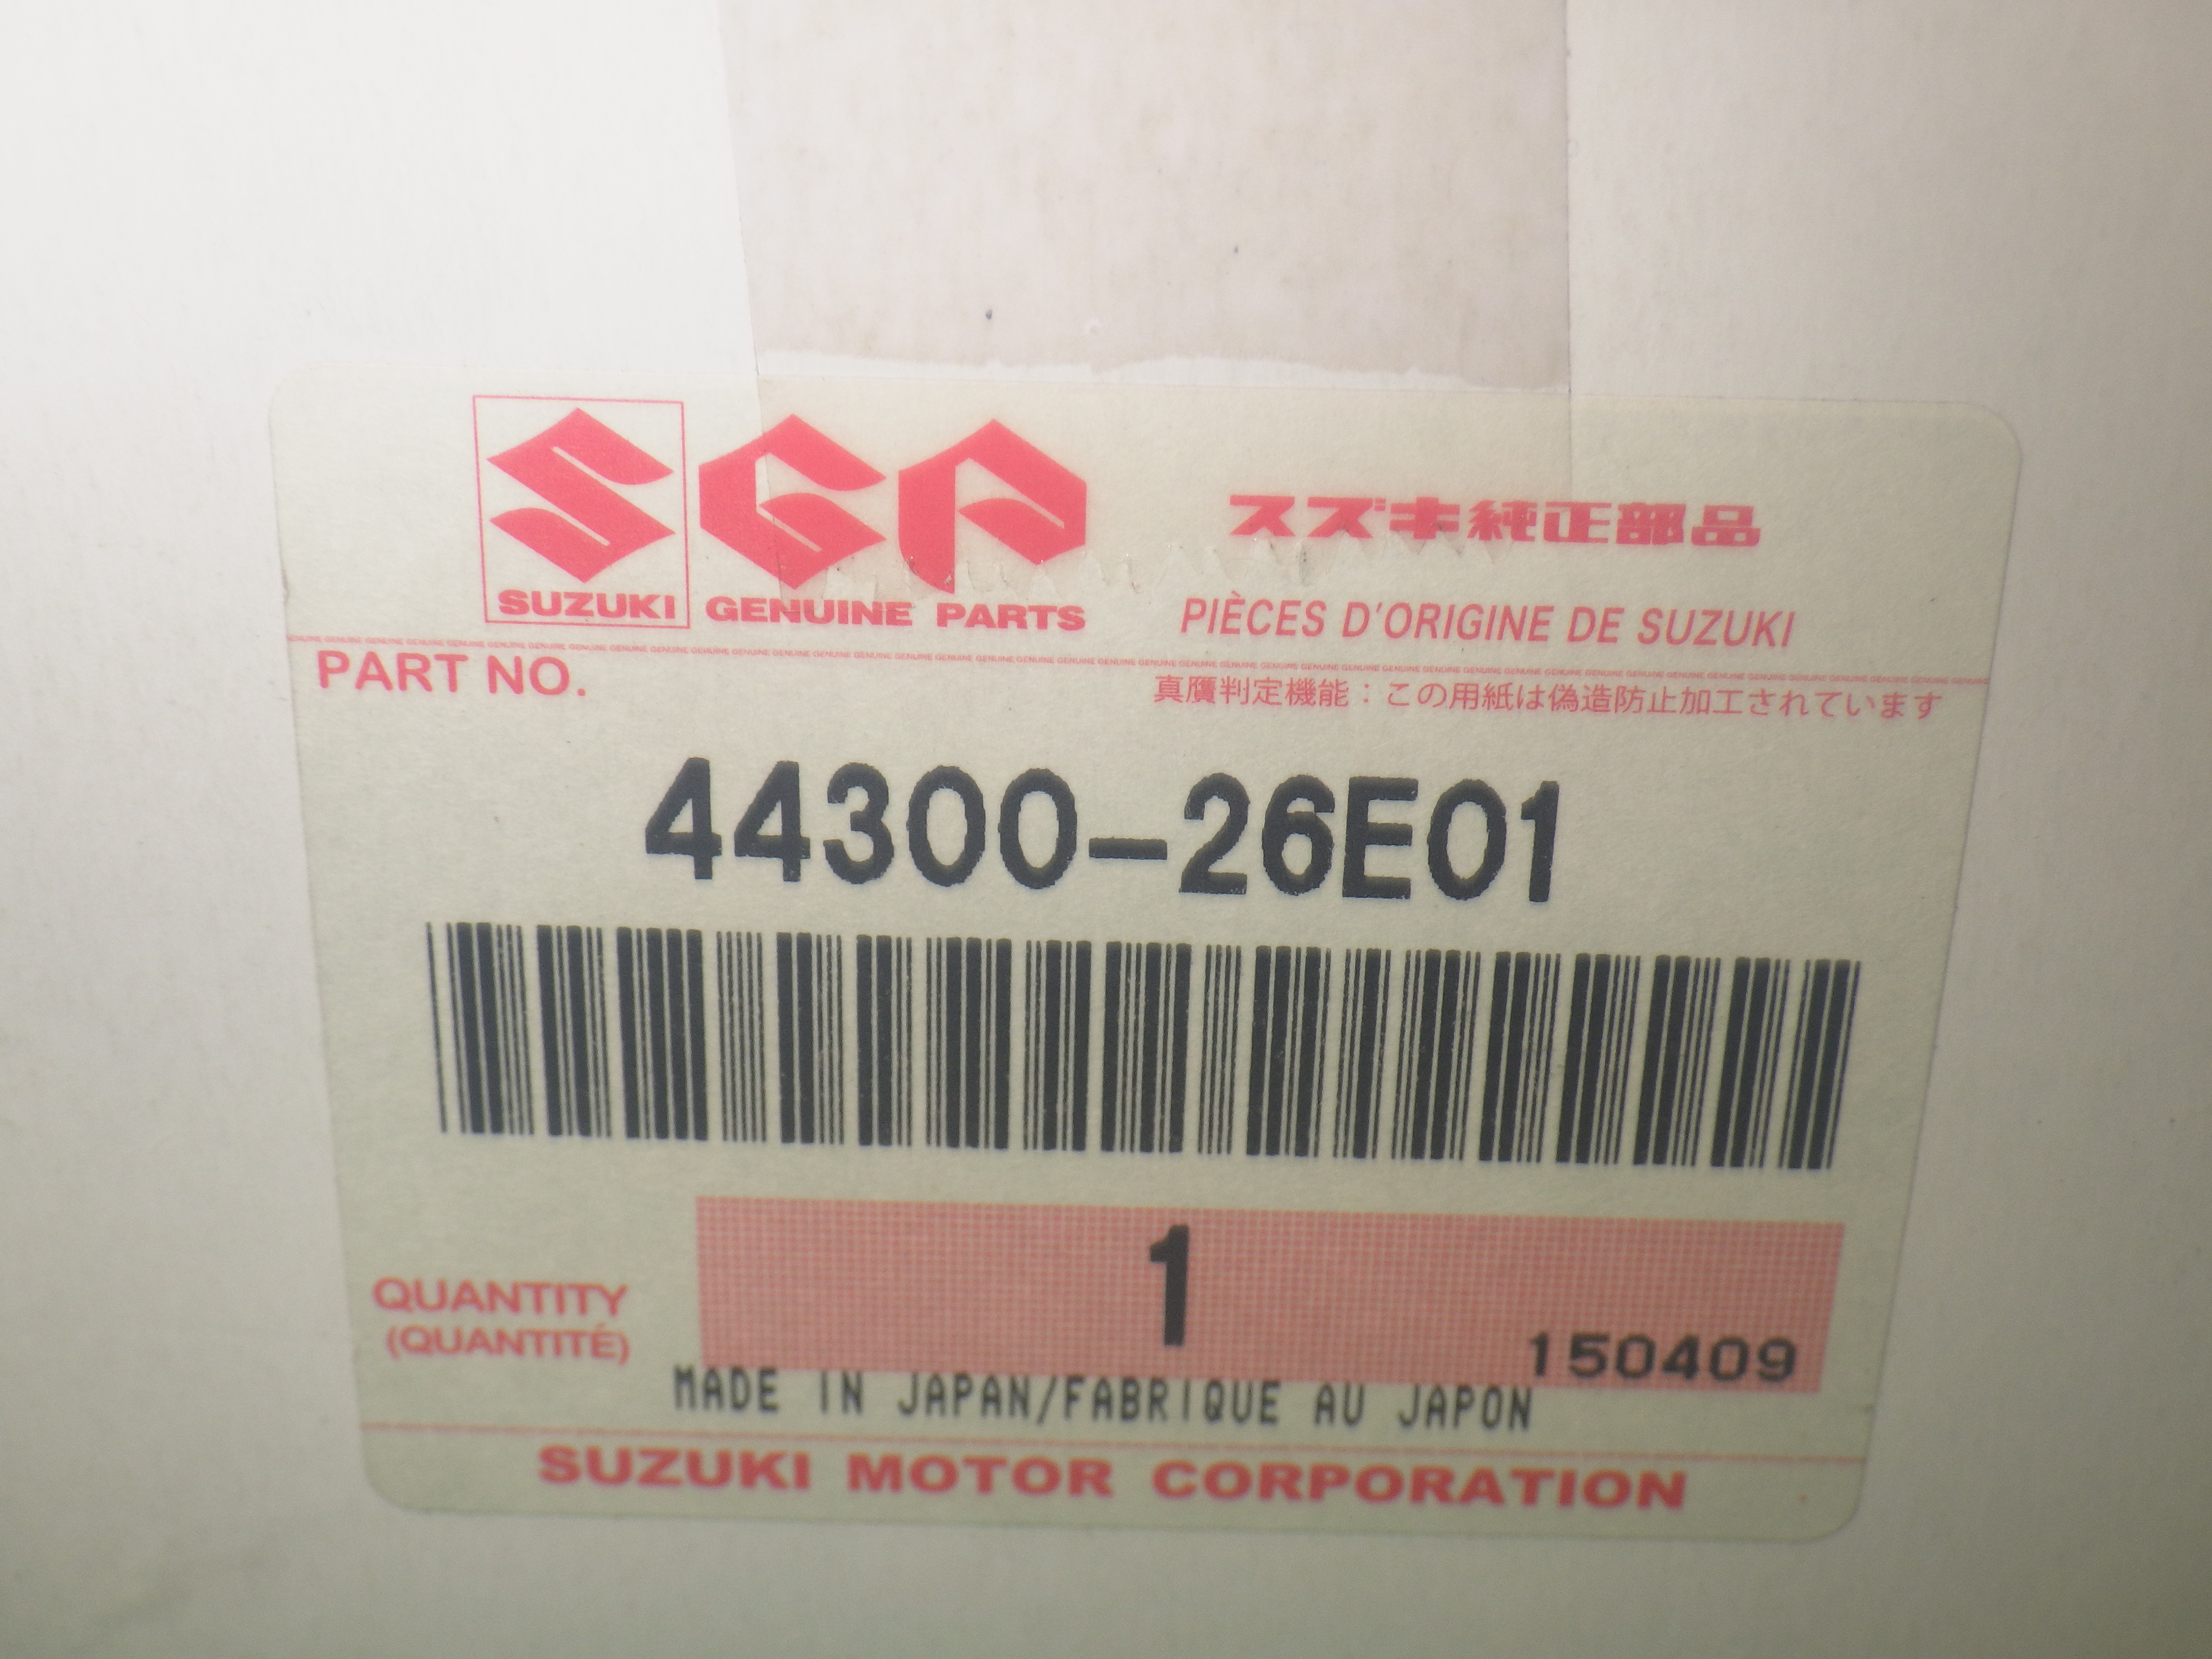 SGP
スズキ純正部品
SUZUKI GENUINE PARTS
PIÈCES D'ORIGINE DE SUZUKI
PART NO.
真贋判定機能：この用紙は偽造防止加工されています
44300-26E01
1
QUANTITY
(QUANTITÉ)
150409
MADE IN JAPAN/FABRIQUE AU JAPON
SUZUKI MOTOR CORPORATION